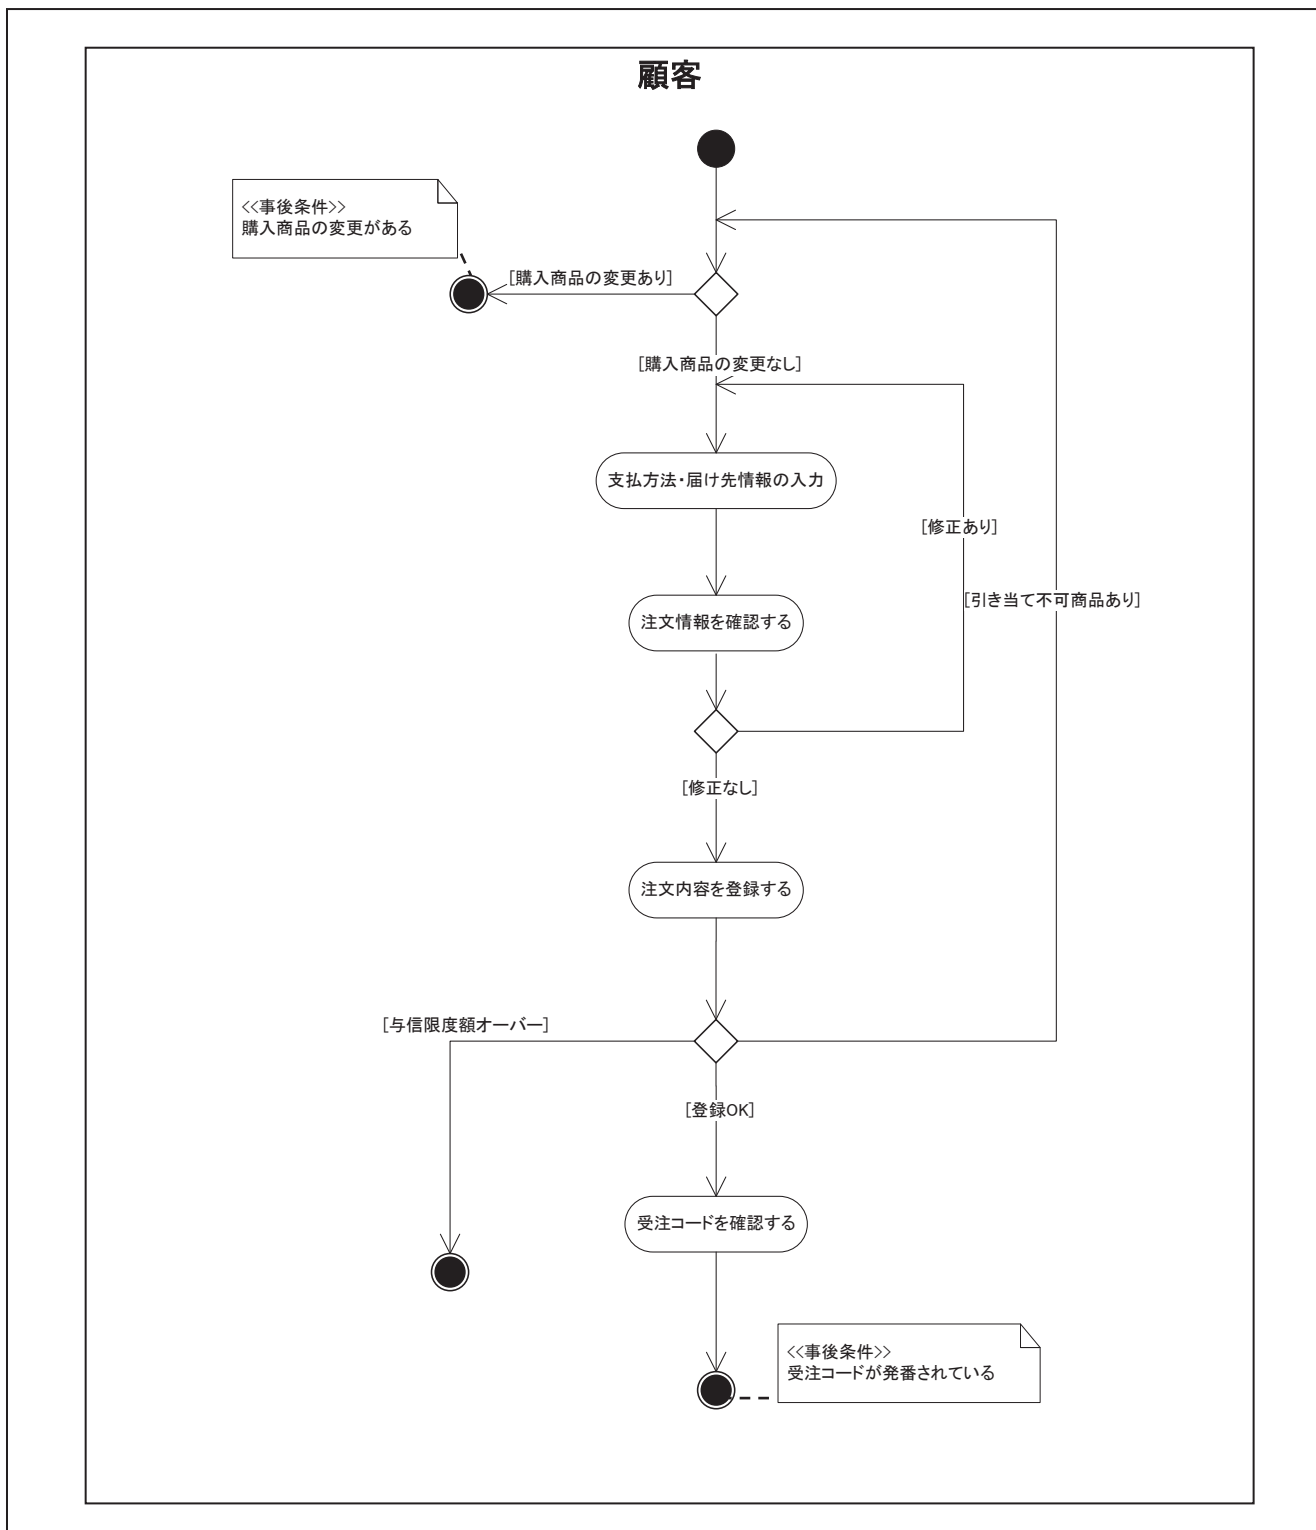 顧客
<<事後条件>>
購入商品の変更がある
[購入商品の変更あり]
[購入商品の変更なし]
支払方法・届け先情報の入力
[修正あり]
[引き当て不可商品あり]
注文情報を確認する
[修正なし]
注文内容を登録する
[与信限度額オーバー]
[登録OK]
受注コードを確認する
<<事後条件>>
受注コードが発番されている